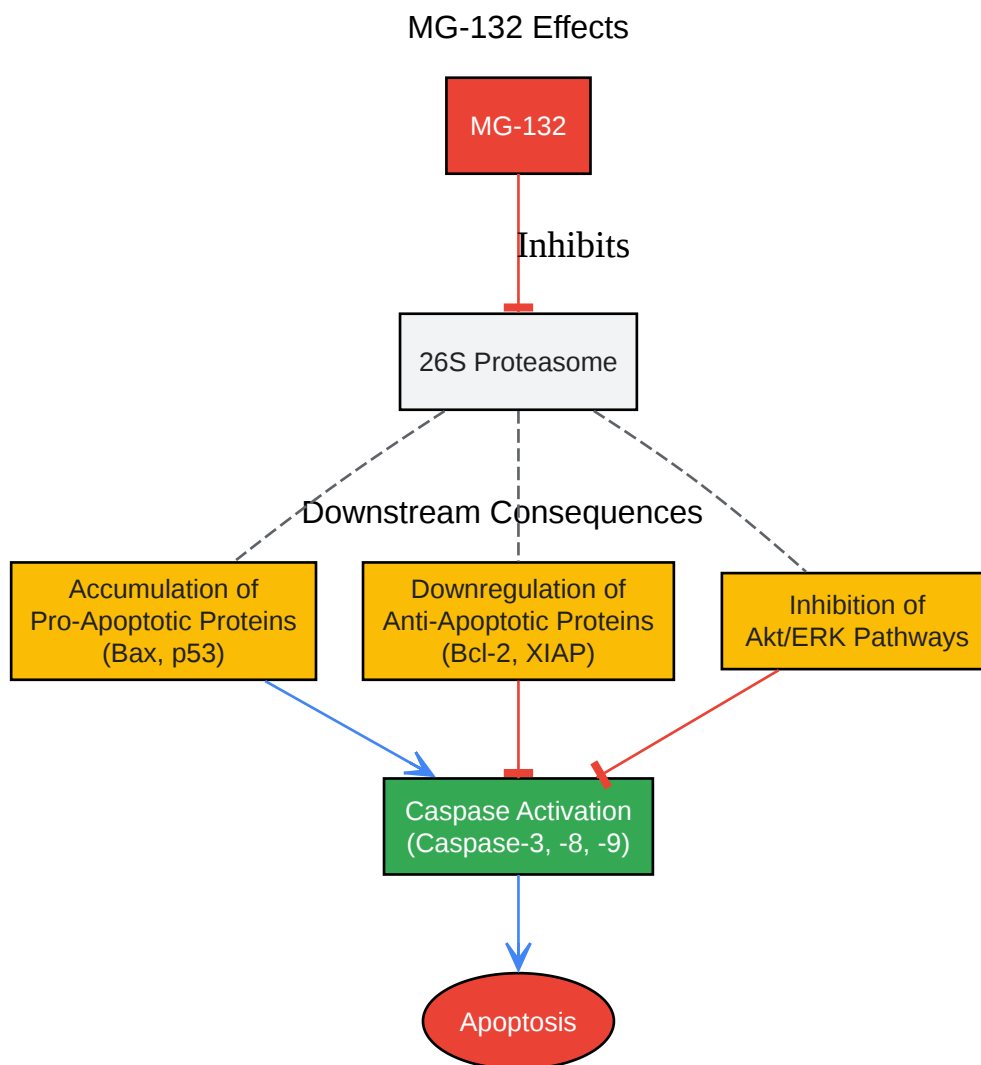 MG-132 Effects
MG-132
Inhibits
26S Proteasome
Downstream Consequences
Accumulation of
Pro-Apoptotic Proteins
(Bax, p53)
Downregulation of
Anti-Apoptotic Proteins
(Bcl-2, XIAP)
Inhibition of
Akt/ERK Pathways
Caspase Activation
(Caspase-3, -8, -9)
Apoptosis